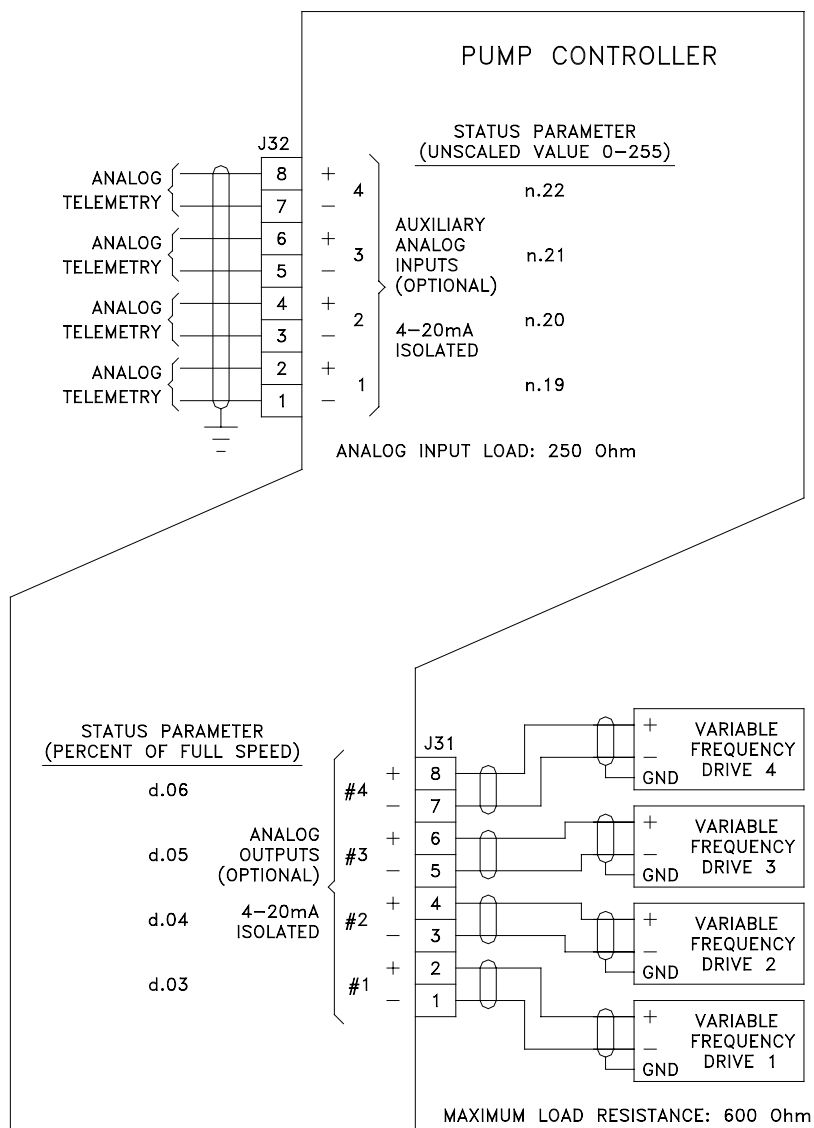 PUMP CONTROLLER
STATUS PARAMETER
(UNSCALED VALUE 0-255)
J32
ANALOG
TELEMETRY
8 + 4 n.22
7 −
ANALOG
TELEMETRY
6 + 3 n.21
5 −
ANALOG
TELEMETRY
4 + 2 n.20
3 −
ANALOG
TELEMETRY
2 + 1 n.19
1 −
AUXILIARY
ANALOG
INPUTS
(OPTIONAL)
4-20mA
ISOLATED
ANALOG INPUT LOAD: 250 Ohm
STATUS PARAMETER
(PERCENT OF FULL SPEED)
d.06
d.05
d.04
d.03
ANALOG
OUTPUTS
(OPTIONAL)
4-20mA
ISOLATED
J31
#4 + 8
− 7
#3 + 6
− 5
#2 + 4
− 3
#1 + 2
− 1
+ VARIABLE
− FREQUENCY
GND DRIVE 4
+ VARIABLE
− FREQUENCY
GND DRIVE 3
+ VARIABLE
− FREQUENCY
GND DRIVE 2
+ VARIABLE
− FREQUENCY
GND DRIVE 1
MAXIMUM LOAD RESISTANCE: 600 Ohm